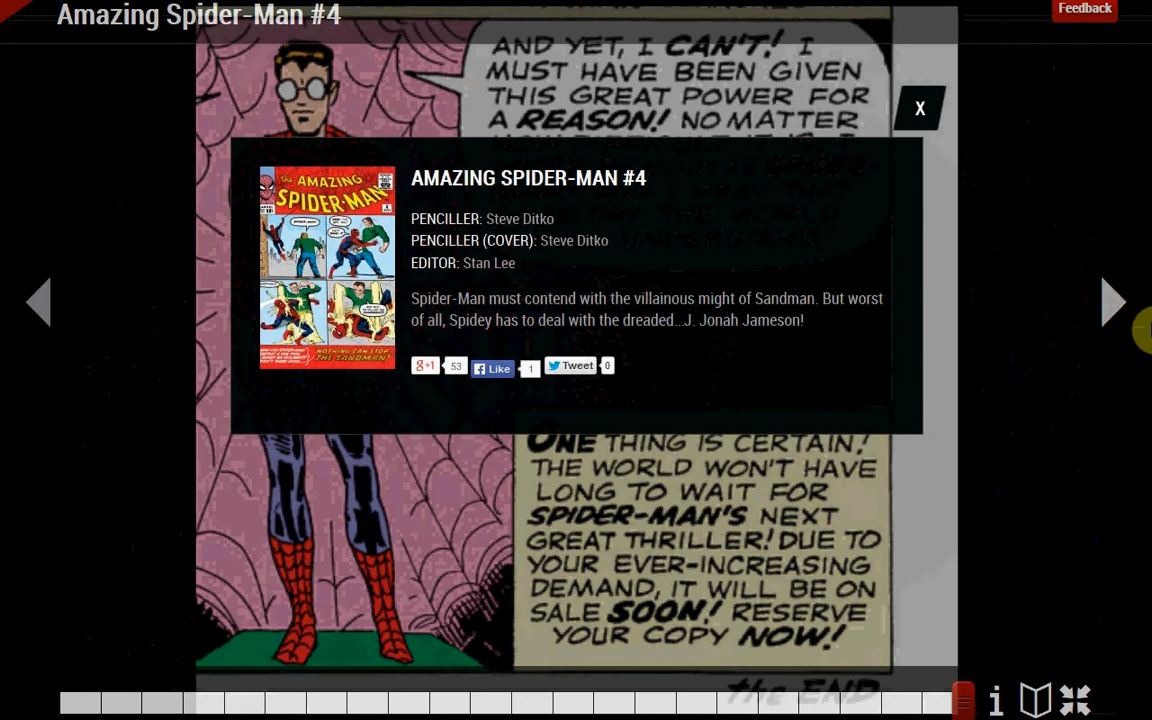 Amazing Spider-Man #4
Feedback
AND YET, I CAN'T! I
MUST HAVE BEEN GIVEN
THIS GREAT POWER FOR
A REASON! NO MATTER
X
the AMAZING
SPIDER-MAN
NOTHING CAN STOP
THE SANDMAN!
AMAZING SPIDER-MAN #4
PENCILLER: Steve Ditko
PENCILLER (COVER): Steve Ditko
EDITOR: Stan Lee
Spider-Man must contend with the villainous might of Sandman. But worst
of all, Spidey has to deal with the dreaded...J. Jonah Jameson!
g+1 53 Like 1 Tweet 0
ONE THING IS CERTAIN!
THE WORLD WON'T HAVE
LONG TO WAIT FOR
SPIDER-MAN'S NEXT
GREAT THRILLER! DUE TO
YOUR EVER-INCREASING
DEMAND, IT WILL BE ON
SALE SOON! RESERVE
YOUR COPY NOW!
the END
i